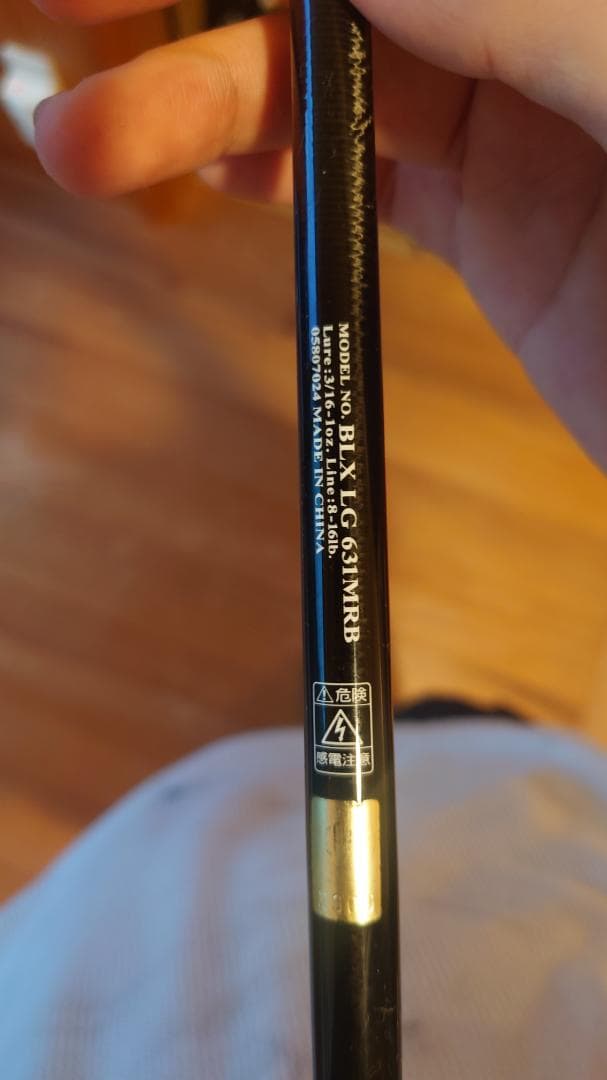 MODEL NO. BLX LG 631MRB
Lure:3/16-1oz. Line:8-16lb.
05807024 MADE IN CHINA
危険
感電注意